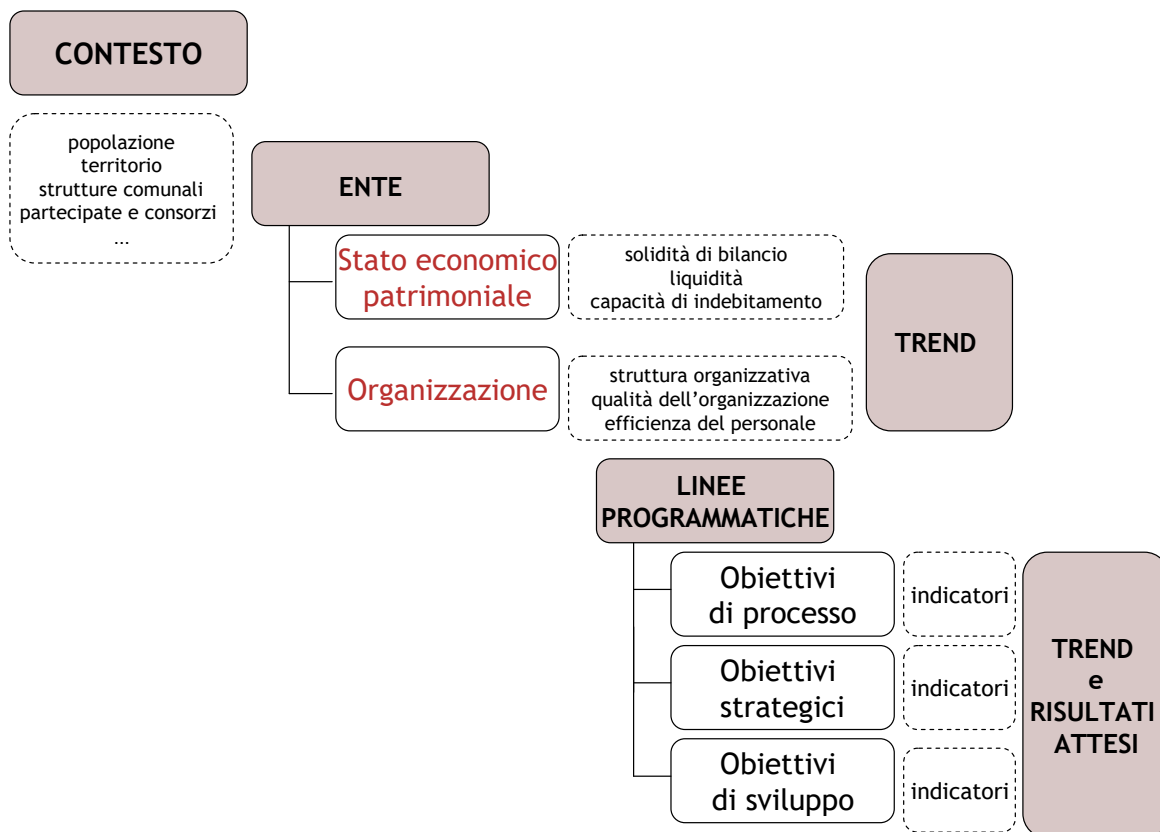 CONTESTO
popolazione
territorio
strutture comunali
partecipate e consorzi
...
ENTE
Stato economico
patrimoniale
solidità di bilancio
liquidità
capacità di indebitamento
TREND
Organizzazione
struttura organizzativa
qualità dell’organizzazione
efficienza del personale
LINEE
PROGRAMMATICHE
Obiettivi
di processo
indicatori
Obiettivi
strategici
indicatori
Obiettivi
di sviluppo
indicatori
TREND
e
RISULTATI
ATTESI